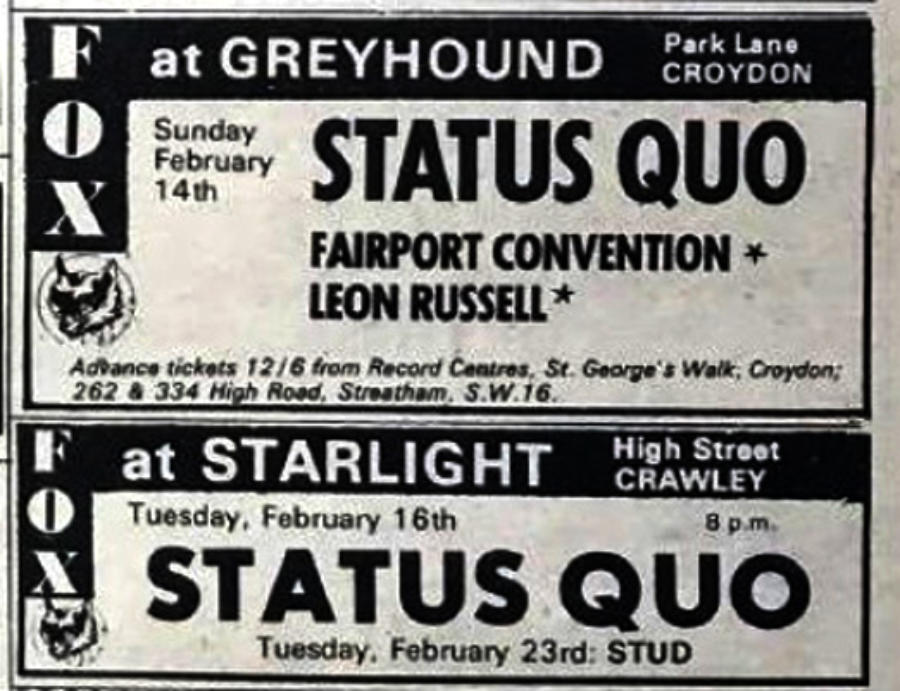 FOX
at GREYHOUND
Park Lane
CROYDON
Sunday
February
14th
STATUS QUO
FAIRPORT CONVENTION *
LEON RUSSELL*
Advance tickets 12/6 from Record Centres, St. George's Walk; Croydon;
262 & 334 High Road, Streatham, S.W.16.
FOX
at STARLIGHT
High Street
CRAWLEY
Tuesday, February 16th
8 p.m.
STATUS QUO
Tuesday, February 23rd: STUD